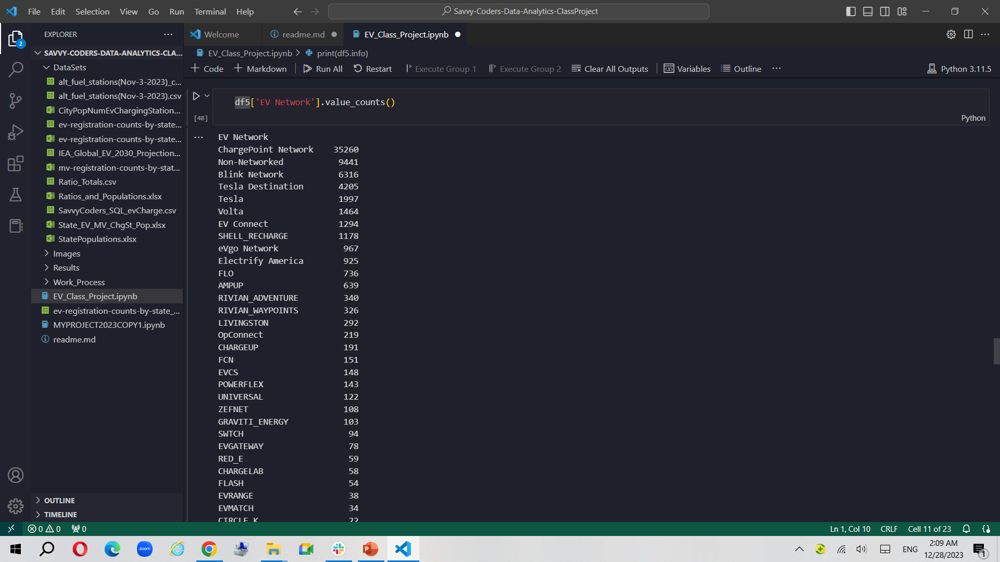 File Edit Selection View Go Run Terminal Help
Savvy-Coders-Data-Analytics-ClassProject
2
EXPLORER
SAVVY-CODERS-DATA-ANALYTICS-CLA...
DataSets
alt_fuel_stations(Nov-3-2023)_c...
alt_fuel_stations(Nov-3-2023).csv
CityPopNumEvChargingStation...
ev-registration-counts-by-state...
ev-registration-counts-by-state...
IEA_Global_EV_2030_Projection...
mv-registration-counts-by-stat...
Ratio_Totals.csv
Ratios_and_Populations.xlsx
SavvyCoders_SQL_evCharge.csv
State_EV_MV_ChgSt_Pop.xlsx
StatePopulations.xlsx
Images
Results
Work_Process
EV_Class_Project.ipynb
ev-registration-counts-by-state_...
MYPROJECT2023COPY1.ipynb
readme.md
OUTLINE
TIMELINE
Welcome readme.md EV_Class_Project.ipynb
EV_Class_Project.ipynb > print(df5.info)
+ Code + Markdown Run All Restart Execute Group 1 Execute Group 2 Clear All Outputs Variables Outline ... Python 3.11.5
df5['EV Network'].value_counts()
[48]
Python
EV Network
ChargePoint Network 35260
Non-Networked 9441
Blink Network 6316
Tesla Destination 4205
Tesla 1997
Volta 1464
EV Connect 1294
SHELL_RECHARGE 1178
eVgo Network 967
Electrify America 925
FLO 736
AMPUP 639
RIVIAN_ADVENTURE 340
RIVIAN_WAYPOINTS 326
LIVINGSTON 292
OpConnect 219
CHARGEUP 191
FCN 151
EVCS 148
POWERFLEX 143
UNIVERSAL 122
ZEFNET 108
GRAVITI_ENERGY 103
SWTCH 94
EVGATEWAY 78
RED_E 59
CHARGELAB 58
FLASH 54
EVRANGE 38
EVMATCH 34
CIRCLE_K 22
0 0 0 Ln 1, Col 10 CRLF Cell 11 of 23
zoom
ENG
2:09 AM
12/28/2023
1